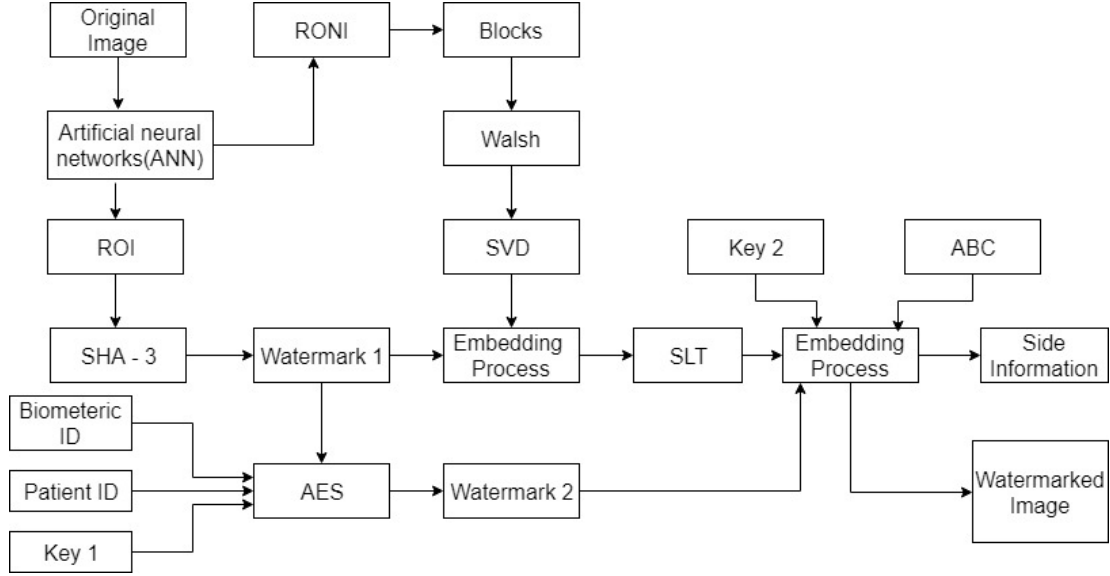 Original
Image
RONI
Blocks
Artificial neural
networks(ANN)
Walsh
ROI
SVD
Key 2
ABC
SHA - 3
Watermark 1
Embedding
Process
SLT
Embedding
Process
Side
Information
Biometeric
ID
Patient ID
AES
Watermark 2
Watermarked
Image
Key 1